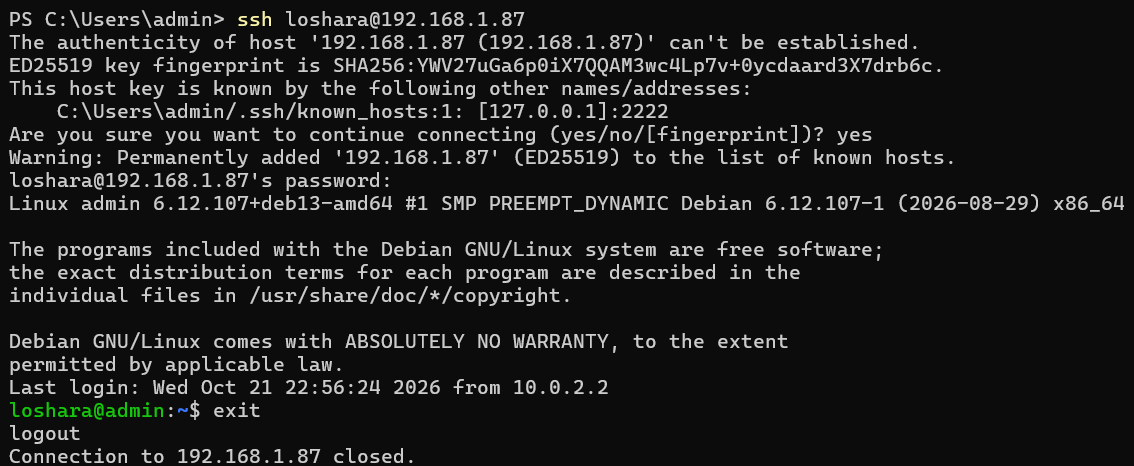 PS C:\Users\admin> ssh loshara@192.168.1.87
The authenticity of host '192.168.1.87 (192.168.1.87)' can't be established.
ED25519 key fingerprint is SHA256:YWV27uGa6p0iX7QQAM3wc4Lp7v+0ycdaard3X7drb6c.
This host key is known by the following other names/addresses:
    C:\Users\admin/.ssh/known_hosts:1: [127.0.0.1]:2222
Are you sure you want to continue connecting (yes/no/[fingerprint])? yes
Warning: Permanently added '192.168.1.87' (ED25519) to the list of known hosts.
loshara@192.168.1.87's password:
Linux admin 6.12.107+deb13-amd64 #1 SMP PREEMPT_DYNAMIC Debian 6.12.107-1 (2026-08-29) x86_64

The programs included with the Debian GNU/Linux system are free software;
the exact distribution terms for each program are described in the
individual files in /usr/share/doc/*/copyright.

Debian GNU/Linux comes with ABSOLUTELY NO WARRANTY, to the extent
permitted by applicable law.
Last login: Wed Oct 21 22:56:24 2026 from 10.0.2.2
loshara@admin:~$ exit
logout
Connection to 192.168.1.87 closed.